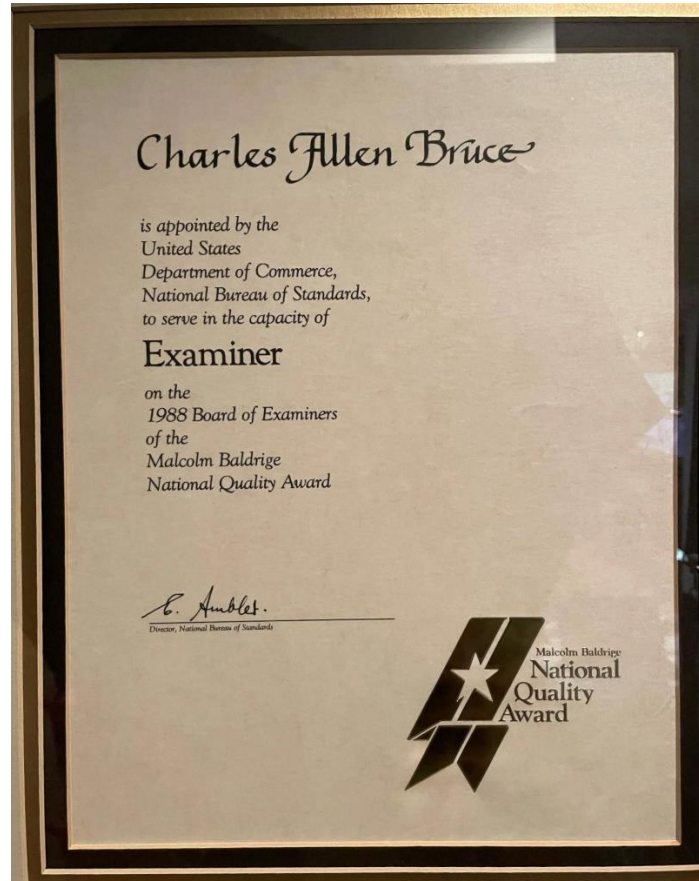 Charles Allen Bruce
is appointed by the
United States
Department of Commerce,
National Bureau of Standards,
to serve in the capacity of
Examiner
on the
1988 Board of Examiners
of the
Malcolm Baldrige
National Quality Award
E. Ambler.
Director, National Bureau of Standards
Malcolm Baldrige
National
Quality
Award